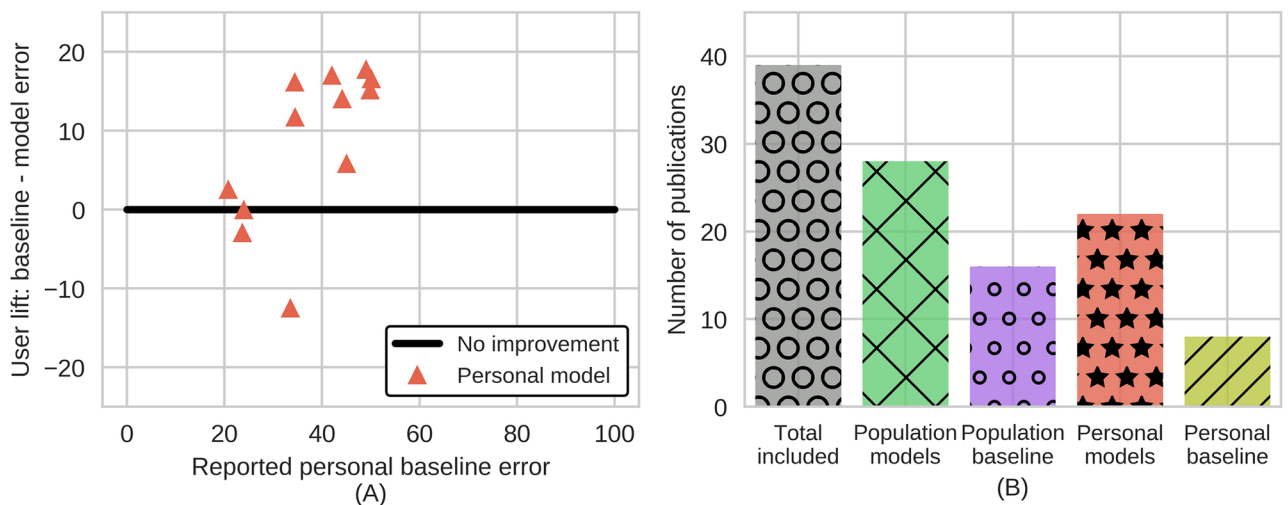 User lift: baseline - model error
20
10
0
−10
−20
No improvement
Personal model
0 20 40 60 80 100
Reported personal baseline error
(A)
Number of publications
40
30
20
10
0
Total included
Population models
Population baseline
Personal models
Personal baseline
(B)